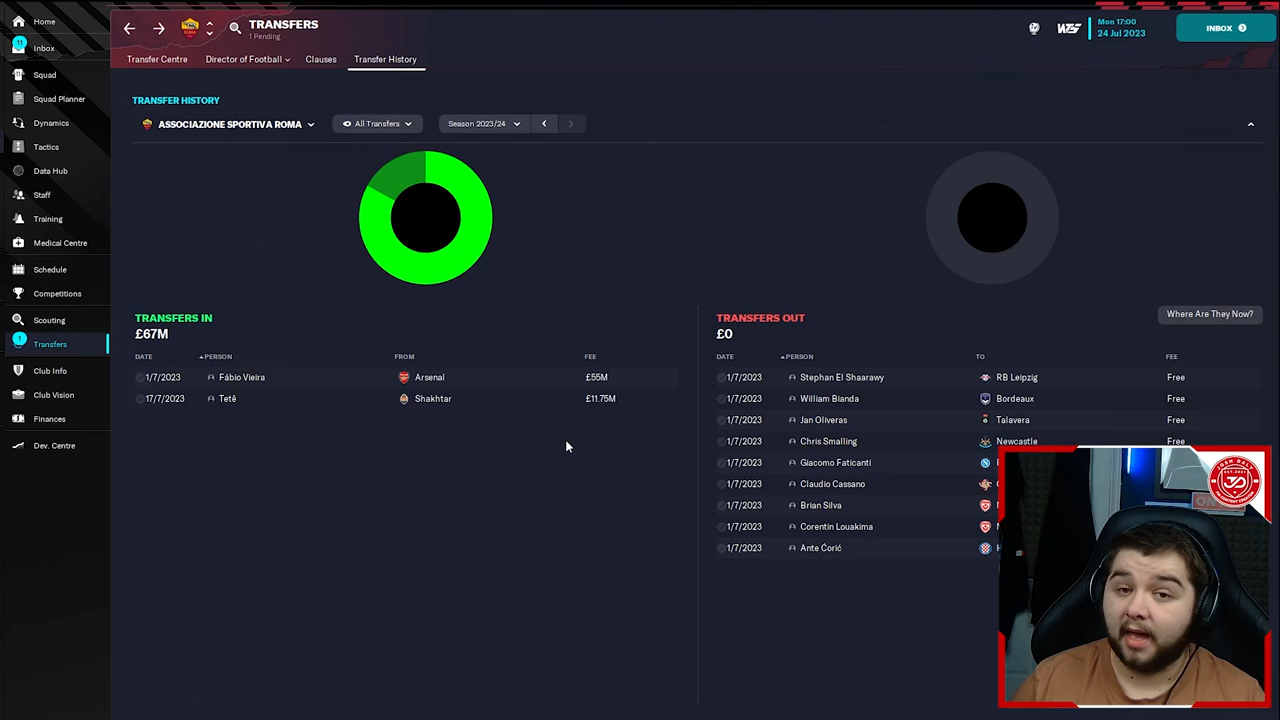 Home
TRANSFERS
1 Pending
Mon 17:00
24 Jul 2023
INBOX
11
Inbox
Transfer Centre Director of Football Clauses Transfer History
Squad
Squad Planner
Dynamics
Tactics
Data Hub
Staff
Training
Medical Centre
Schedule
Competitions
Scouting
1
Transfers
Club Info
Club Vision
Finances
Dev. Centre
TRANSFER HISTORY
ASSOCIAZIONE SPORTIVA ROMA All Transfers Season 2023/24
TRANSFERS IN
£67M
DATE PERSON FROM FEE
1/7/2023 Fábio Vieira Arsenal £55M
17/7/2023 Tetê Shakhtar £11.75M
TRANSFERS OUT Where Are They Now?
£0
DATE PERSON TO FEE
1/7/2023 Stephan El Shaarawy RB Leipzig Free
1/7/2023 William Bianda Bordeaux Free
1/7/2023 Jan Oliveras Talavera Free
1/7/2023 Chris Smalling Newcastle Free
1/7/2023 Giacomo Faticanti
1/7/2023 Claudio Cassano
1/7/2023 Brian Silva
1/7/2023 Corentin Louakima
1/7/2023 Ante Ćorić
JOSH DALY
JD